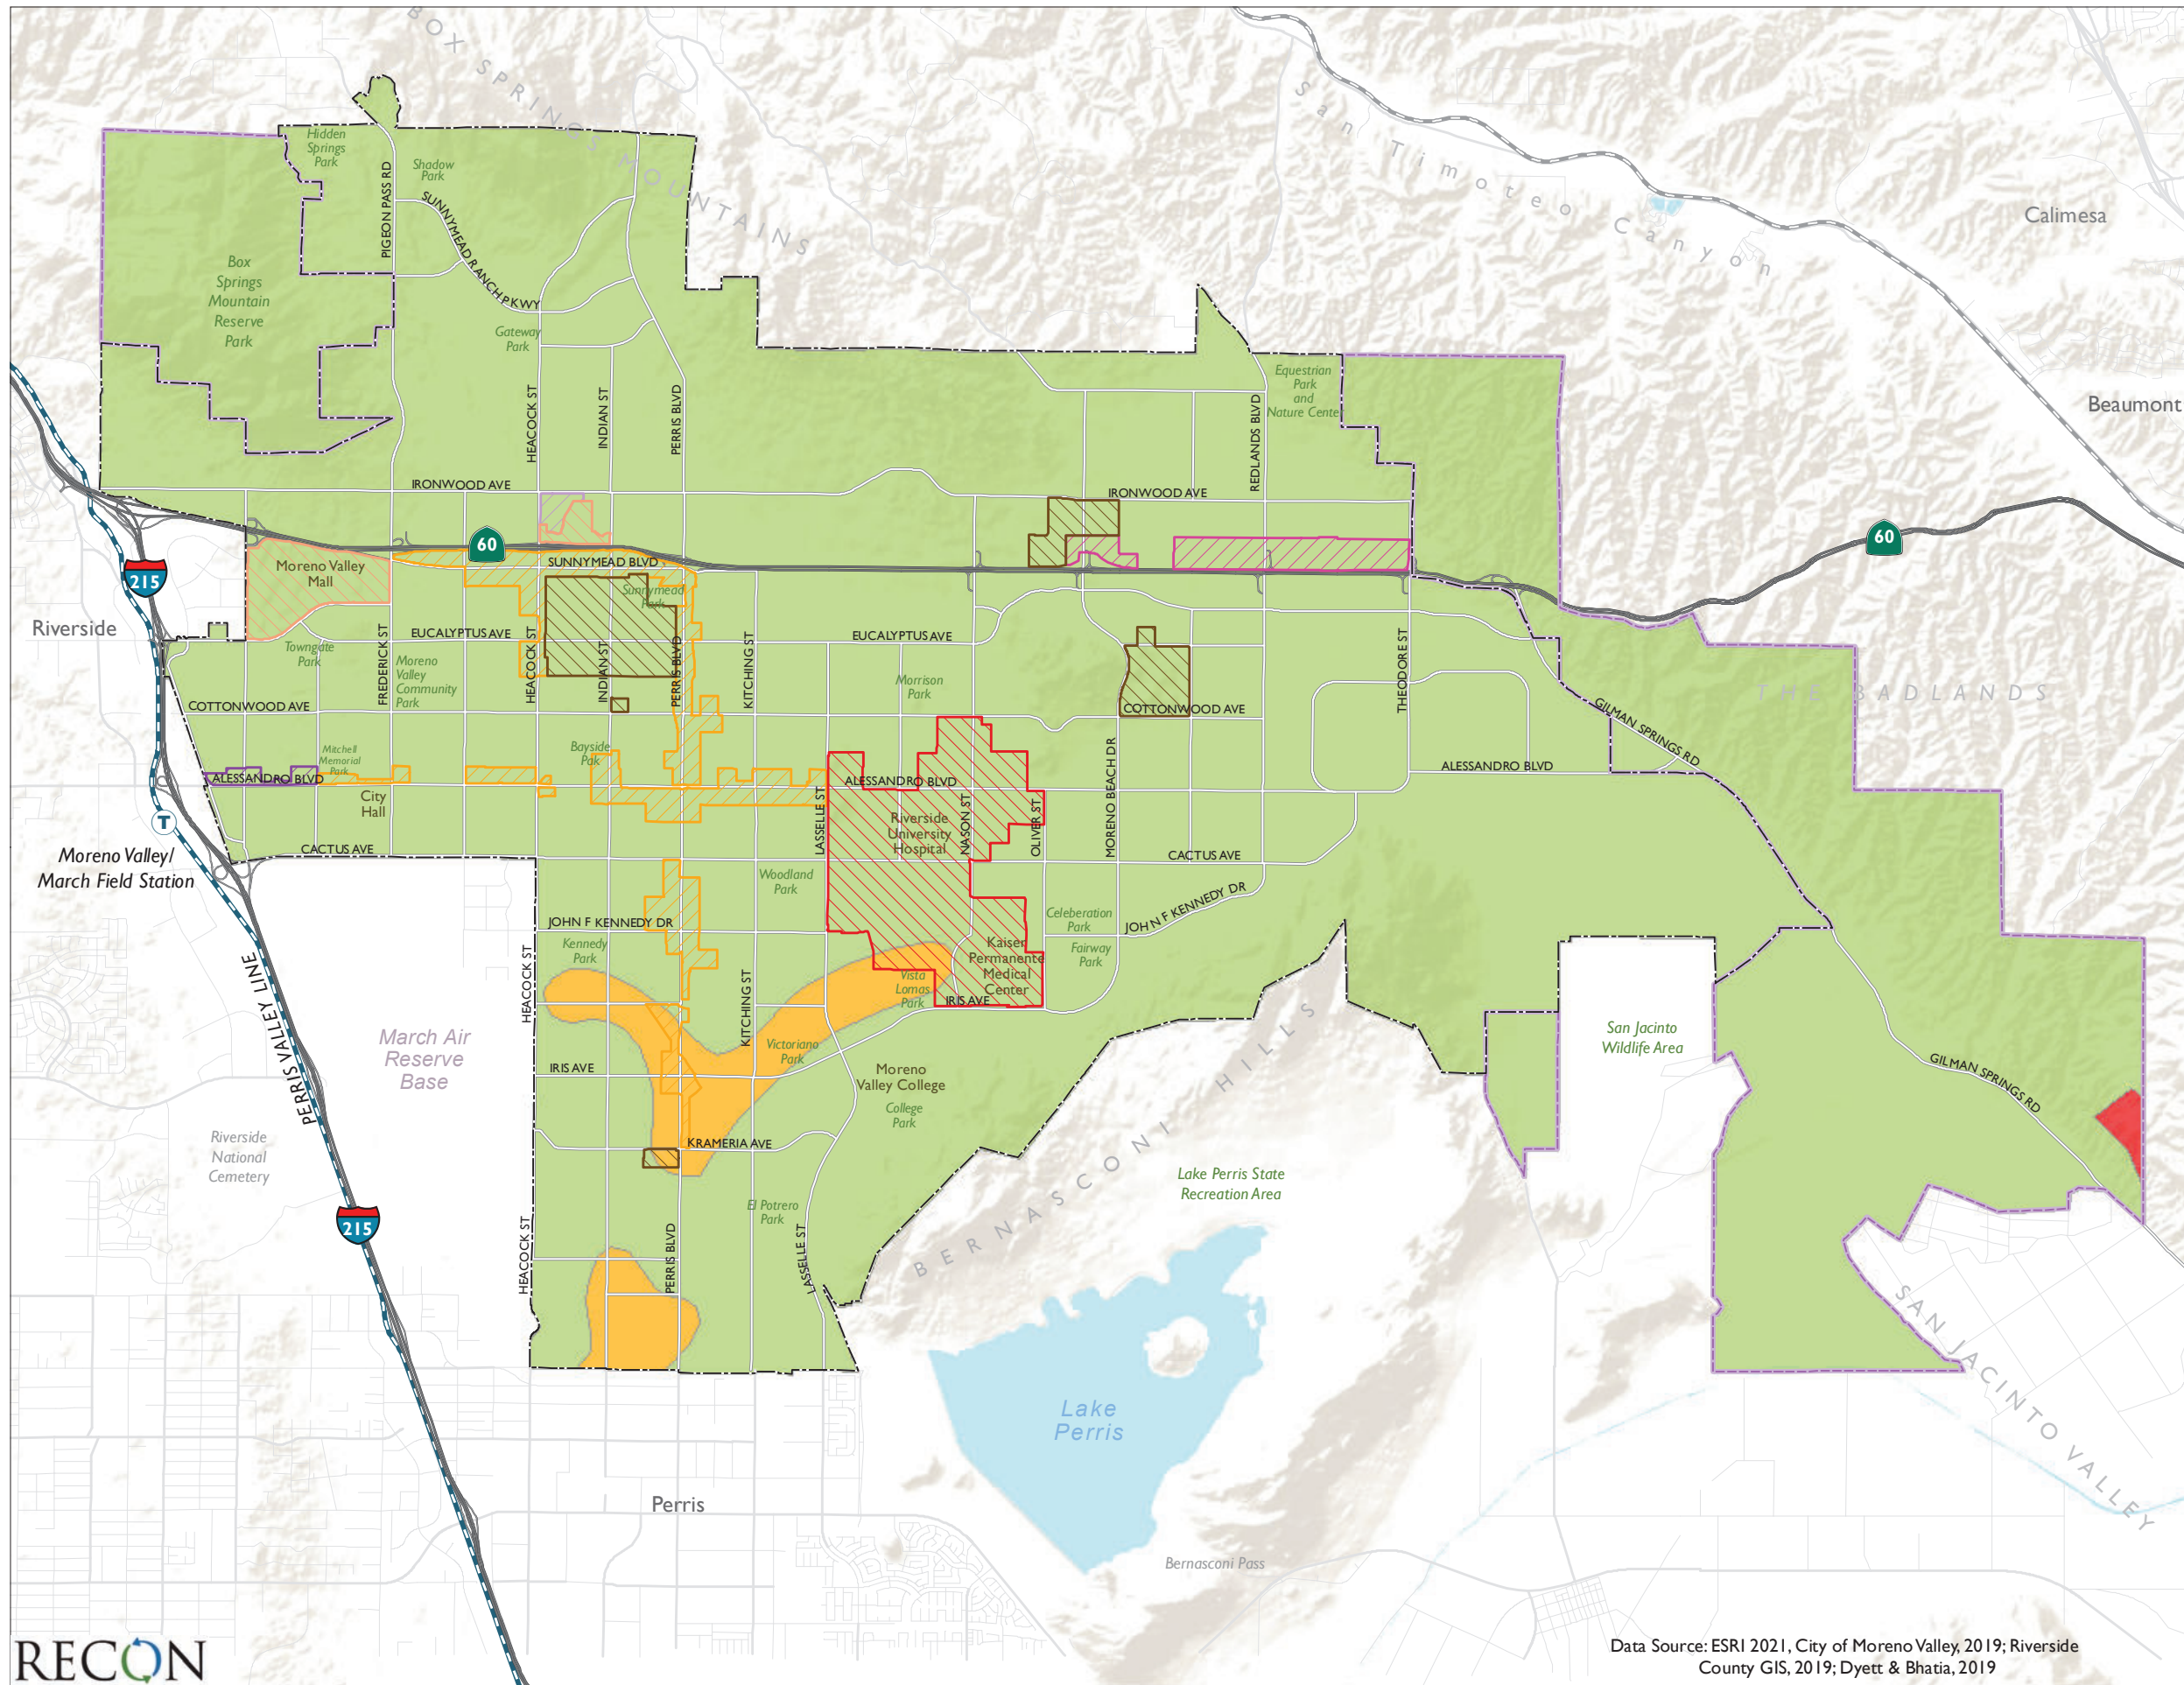 BOX SPRINGS MOUNTAINS
San Timoteo Canyon
Calimesa
Beaumont
Hidden
Springs
Park
Shadow
Park
PIGEON PASS RD
SUNNYMEAD RANCH PKWY
Box
Springs
Mountain
Reserve
Park
Gateway
Park
Equestrian
Park
and
Nature Center
HEACOCK ST
INDIAN ST
PERRIS BLVD
REDLANDS BLVD
IRONWOOD AVE
IRONWOOD AVE
60
60
SUNNYMEAD BLVD
Moreno Valley
Mall
215
Sunnymead
Park
Riverside
EUCALYPTUS AVE
EUCALYPTUS AVE
Towngate
Park
FREDERICK ST
Moreno
Valley
Community
Park
HEACOCK ST
INDIAN ST
PERRIS BLVD
KITCHING ST
Morrison
Park
THEODORE ST
THE BADLANDS
COTTONWOOD AVE
COTTONWOOD AVE
GILMAN SPRINGS RD
Mitchell
Memorial
Park
Bayside
Pak
ALESSANDRO BLVD
ALESSANDRO BLVD
ALESSANDRO BLVD
City
Hall
LASSELLE ST
Riverside
University
Hospital
NASON ST
OLIVER ST
MORENO BEACH DR
T
Moreno Valley/
March Field Station
CACTUS AVE
CACTUS AVE
Woodland
Park
JOHN F KENNEDY DR
JOHN F KENNEDY DR
Celeberation
Park
Fairway
Park
Kennedy
Park
Kaiser
Permanente
Medical
Center
Vista
Lomas
Park
IRIS AVE
HEACOCK ST
KITCHING ST
PERRIS VALLEY LINE
March Air
Reserve
Base
San Jacinto
Wildlife Area
Victoriano
Park
IRIS AVE
Moreno
Valley College
College
Park
GILMAN SPRINGS RD
BERNASCONI HILLS
Riverside
National
Cemetery
KRAMERIA AVE
Lake Perris State
Recreation Area
El Potrero
Park
215
HEACOCK ST
PERRIS BLVD
LASSELLE ST
SAN JACINTO VALLEY
Lake
Perris
Perris
Bernasconi Pass
RECON
Data Source: ESRI 2021, City of Moreno Valley, 2019; Riverside
County GIS, 2019; Dyett & Bhatia, 2019